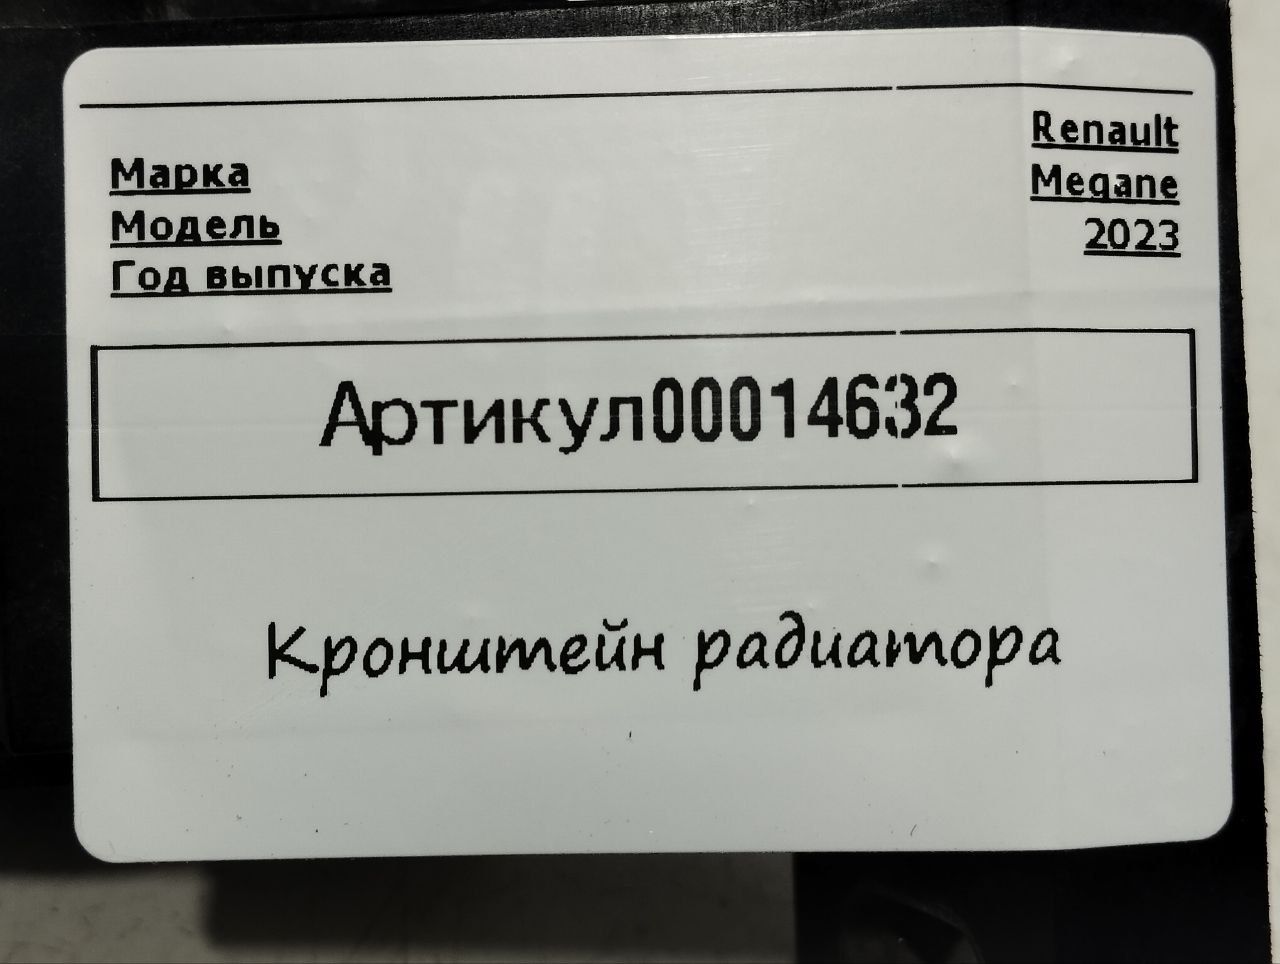 Марка Renault
Модель Megane
Год выпуска 2023
Артикул00014632
Кронштейн радиатора